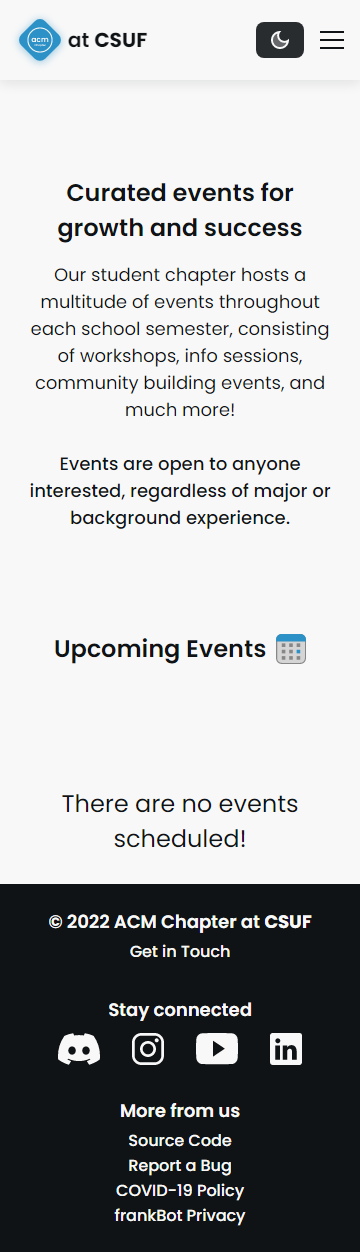 acm
at CSUF
Curated events for
growth and success
Our student chapter hosts a
multitude of events throughout
each school semester, consisting
of workshops, info sessions,
community building events, and
much more!
Events are open to anyone
interested, regardless of major or
background experience.
Upcoming Events
There are no events
scheduled!
© 2022 ACM Chapter at CSUF
Get in Touch
Stay connected
in
More from us
Source Code
Report a Bug
COVID-19 Policy
frankBot Privacy